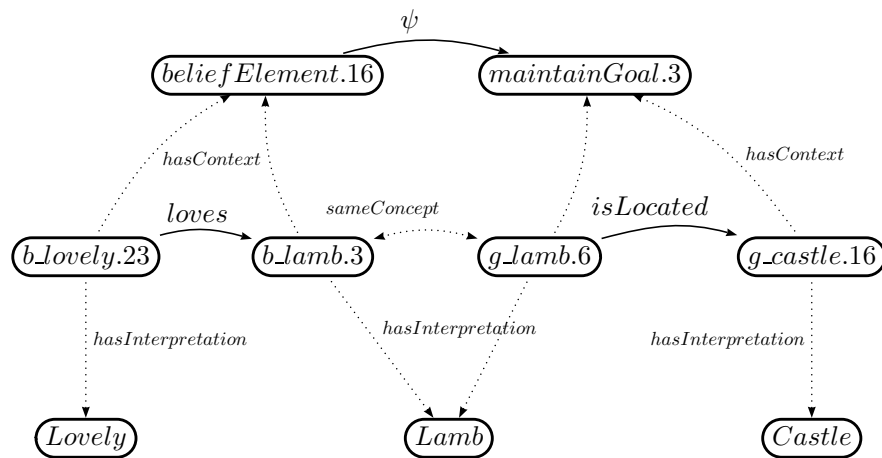 ψ
beliefElement.16
maintainGoal.3
hasContext
hasContext
loves
sameConcept
isLocated
b_lovely.23
b_lamb.3
g_lamb.6
g_castle.16
hasInterpretation
hasInterpretation
hasInterpretation
Lovely
Lamb
Castle